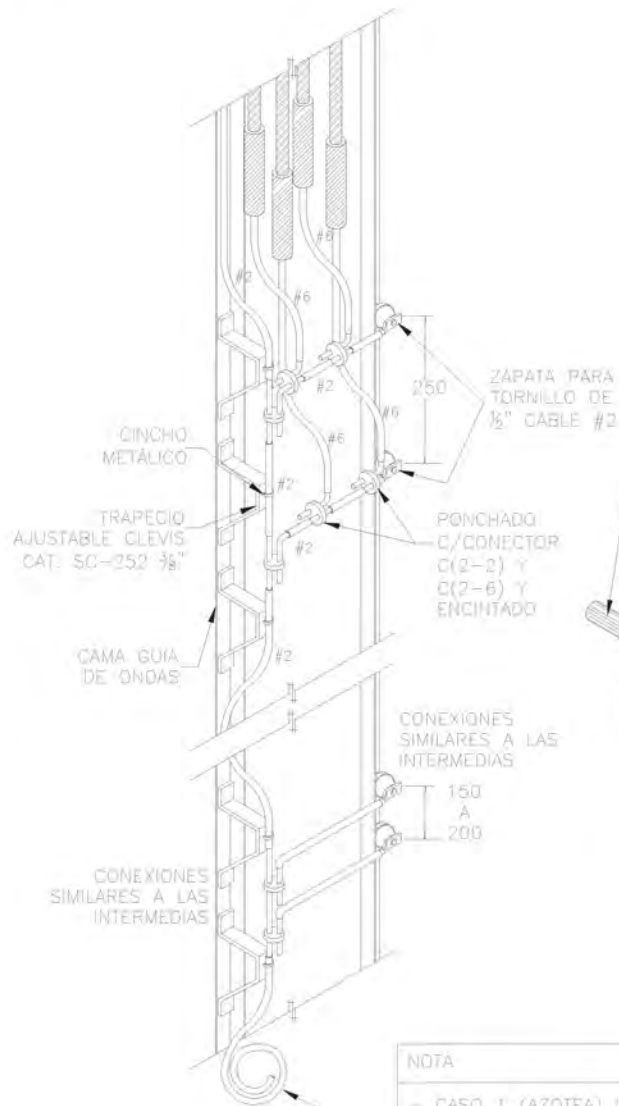 #2
#6
#6
#2
250
#6
#6
ZAPATA PARA
TORNILLO DE
½" CABLE #2
CINCHO
METÁLICO
#2
#2
TRAPECIO
AJUSTABLE CLEVIS
CAT. SC-252 ⅜"
PONCHADO
C/CONECTOR
C(2-2) Y
C(2-6) Y
ENCINTADO
CAMA GUIA
DE ONDAS
#2
CONEXIONES
SIMILARES A LAS
INTERMEDIAS
150
A
200
CONEXIONES
SIMILARES A LAS
INTERMEDIAS
NOTA
- CASO 1 (AZOTEA)